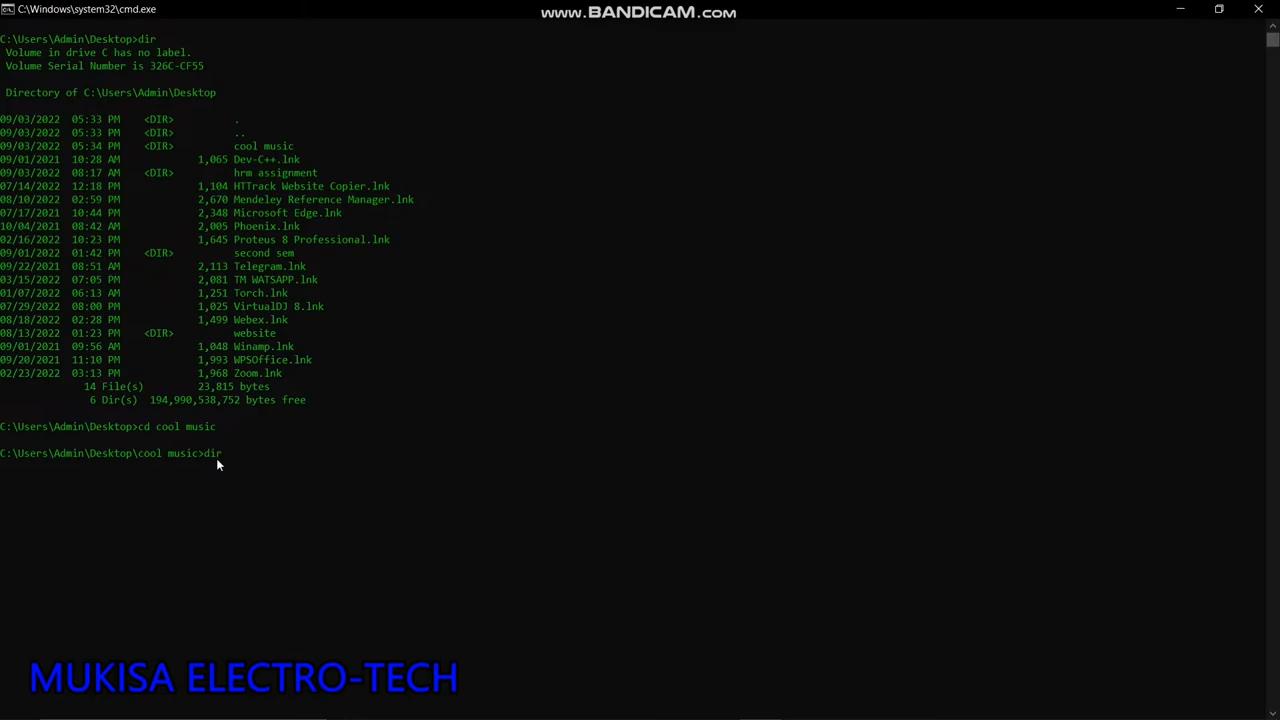 C:\Windows\system32\cmd.exe
www.BANDICAM.com
C:\Users\Admin\Desktop>dir
Volume in drive C has no label.
Volume Serial Number is 326C-CF55
Directory of C:\Users\Admin\Desktop
09/03/2022 05:33 PM <DIR> .
09/03/2022 05:33 PM <DIR> ..
09/03/2022 05:34 PM <DIR> cool music
09/01/2021 10:28 AM 1,065 Dev-C++.lnk
09/03/2022 08:17 AM <DIR> hrm assignment
07/14/2022 12:18 PM 1,104 HTTrack Website Copier.lnk
08/10/2022 02:59 PM 2,670 Mendeley Reference Manager.lnk
07/17/2021 10:44 PM 2,348 Microsoft Edge.lnk
10/04/2021 08:42 AM 2,005 Phoenix.lnk
02/16/2022 10:23 PM 1,645 Proteus 8 Professional.lnk
09/01/2022 01:42 PM <DIR> second sem
09/22/2021 08:51 AM 2,113 Telegram.lnk
03/15/2022 07:05 PM 2,081 TM WATSAPP.lnk
01/07/2022 06:13 AM 1,251 Torch.lnk
07/29/2022 08:00 PM 1,025 VirtualDJ 8.lnk
08/18/2022 02:28 PM 1,499 Webex.lnk
08/13/2022 01:23 PM <DIR> website
09/01/2021 09:56 AM 1,048 Winamp.lnk
09/20/2021 11:10 PM 1,993 WPSOffice.lnk
02/23/2022 03:13 PM 1,968 Zoom.lnk
14 File(s) 23,815 bytes
6 Dir(s) 194,990,538,752 bytes free
C:\Users\Admin\Desktop>cd cool music
C:\Users\Admin\Desktop\cool music>dir
MUKISA ELECTRO-TECH